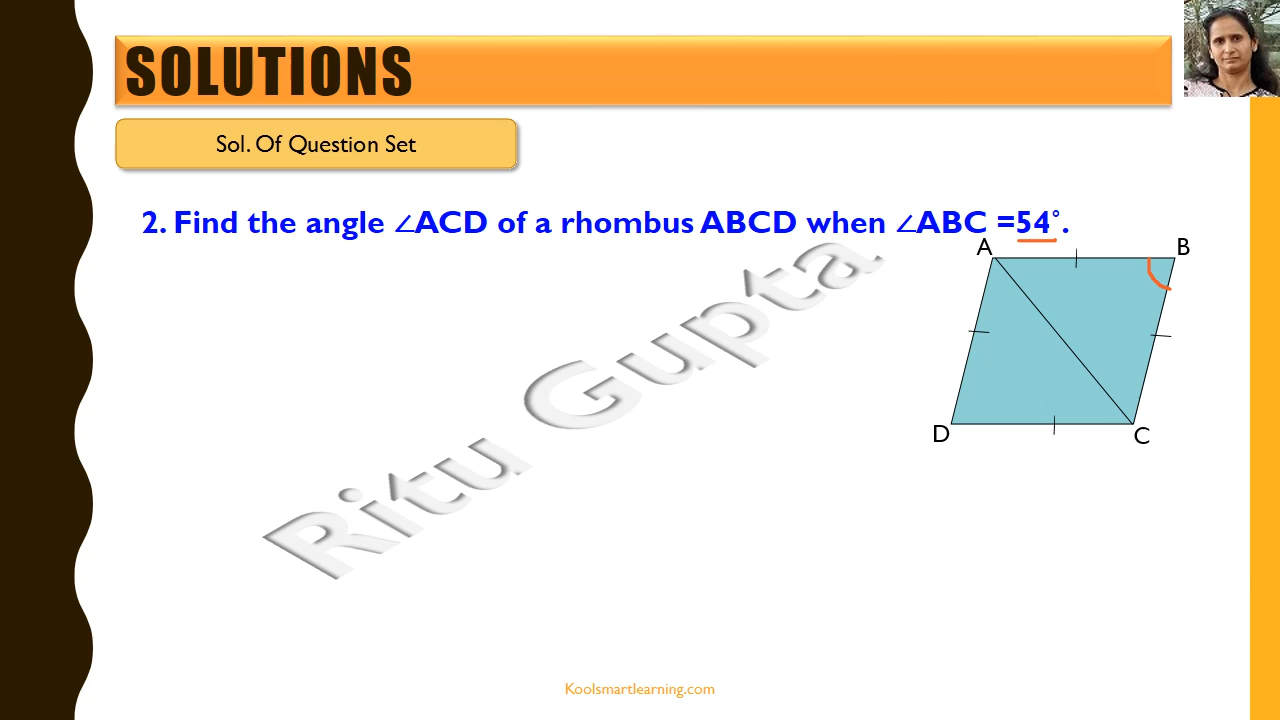 SOLUTIONS
Sol. Of Question Set
2. Find the angle ∠ACD of a rhombus ABCD when ∠ABC =54˚.
A
B
D
C
Ritu Gupta
Koolsmartlearning.com